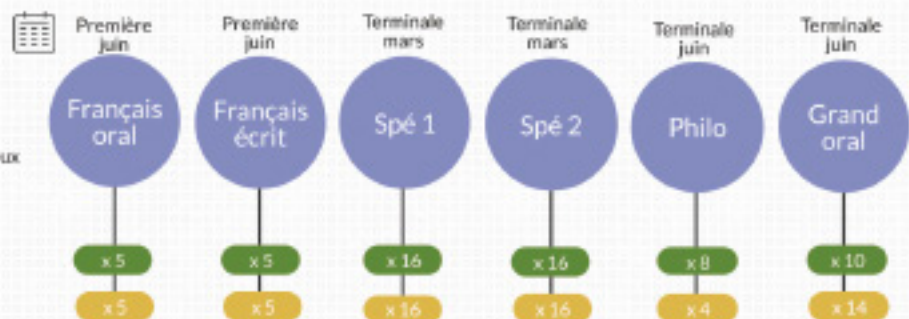 Première
juin
Première
juin
Terminale
mars
Terminale
mars
Terminale
juin
Terminale
juin
Français
oral
Français
écrit
Spé 1
Spé 2
Philo
Grand
oral
ux
x 5
x 5
x 16
x 16
x 8
x 10
x 5
x 5
x 16
x 16
x 4
x 14